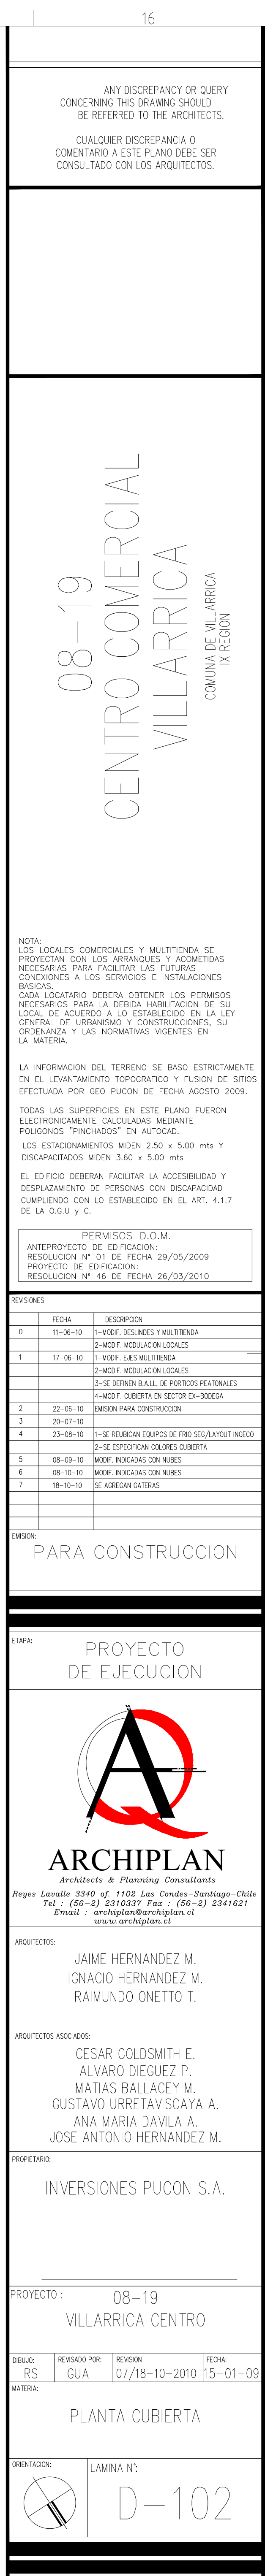 16
ANY DISCREPANCY OR QUERY
CONCERNING THIS DRAWING SHOULD
BE REFERRED TO THE ARCHITECTS.
CUALQUIER DISCREPANCIA O
COMENTARIO A ESTE PLANO DEBE SER
CONSULTADO CON LOS ARQUITECTOS.
08-19
CENTRO COMERCIAL
VILLARRICA
COMUNA DE VILLARRICA
IX REGION
NOTA:
LOS LOCALES COMERCIALES Y MULTITIENDA SE
PROYECTAN CON LOS ARRANQUES Y ACOMETIDAS
NECESARIAS PARA FACILITAR LAS FUTURAS
CONEXIONES A LOS SERVICIOS E INSTALACIONES
BASICAS.
CADA LOCATARIO DEBERA OBTENER LOS PERMISOS
NECESARIOS PARA LA DEBIDA HABILITACION DE SU
LOCAL DE ACUERDO A LO ESTABLECIDO EN LA LEY
GENERAL DE URBANISMO Y CONSTRUCCIONES, SU
ORDENANZA Y LAS NORMATIVAS VIGENTES EN
LA MATERIA.
LA INFORMACION DEL TERRENO SE BASO ESTRICTAMENTE
EN EL LEVANTAMIENTO TOPOGRAFICO Y FUSION DE SITIOS
EFECTUADA POR GEO PUCON DE FECHA AGOSTO 2009.
TODAS LAS SUPERFICIES EN ESTE PLANO FUERON
ELECTRONICAMENTE CALCULADAS MEDIANTE
POLIGONOS "PINCHADOS" EN AUTOCAD.
LOS ESTACIONAMIENTOS MIDEN 2.50 x 5.00 mts Y
DISCAPACITADOS MIDEN 3.60 x 5.00 mts
EL EDIFICIO DEBERAN FACILITAR LA ACCESIBILIDAD Y
DESPLAZAMIENTO DE PERSONAS CON DISCAPACIDAD
CUMPLIENDO CON LO ESTABLECIDO EN EL ART. 4.1.7
DE LA O.G.U y C.
PERMISOS D.O.M.
ANTEPROYECTO DE EDIFICACION:
RESOLUCION N° 01 DE FECHA 29/05/2009
PROYECTO DE EDIFICACION:
RESOLUCION N° 46 DE FECHA 26/03/2010
REVISIONES
FECHA DESCRIPCION
0 11-06-10 1-MODIF. DESLINDES Y MULTITIENDA
2-MODIF. MODULACION LOCALES
1 17-06-10 1-MODIF. EJES MULTITIENDA
2-MODIF. MODULACION LOCALES
3-SE DEFINEN B.A.LL. DE PORTICOS PEATONALES
4-MODIF. CUBIERTA EN SECTOR EX-BODEGA
2 22-06-10 EMISION PARA CONSTRUCCION
3 20-07-10
4 23-08-10 1-SE REUBICAN EQUIPOS DE FRIO SEG/LAYOUT INGECO
2-SE ESPECIFICAN COLORES CUBIERTA
5 08-09-10 MODIF. INDICADAS CON NUBES
6 08-10-10 MODIF. INDICADAS CON NUBES
7 18-10-10 SE AGREGAN GATERAS
EMISION:
PARA CONSTRUCCION
ETAPA:
PROYECTO
DE EJECUCION
ARCHIPLAN
Architects & Planning Consultants
Reyes Lavalle 3340 of. 1102 Las Condes-Santiago-Chile
Tel : (56-2) 2310337 Fax : (56-2) 2341621
Email : archiplan@archiplan.cl
www.archiplan.cl
ARQUITECTOS:
JAIME HERNANDEZ M.
IGNACIO HERNANDEZ M.
RAIMUNDO ONETTO T.
ARQUITECTOS ASOCIADOS:
CESAR GOLDSMITH E.
ALVARO DIEGUEZ P.
MATIAS BALLACEY M.
GUSTAVO URRETAVISCAYA A.
ANA MARIA DAVILA A.
JOSE ANTONIO HERNANDEZ M.
PROPIETARIO:
INVERSIONES PUCON S.A.
PROYECTO : 08-19
VILLARRICA CENTRO
DIBUJO: REVISADO POR: REVISION FECHA:
RS GUA 07/18-10-2010 15-01-09
MATERIA:
PLANTA CUBIERTA
ORIENTACION: LAMINA N°:
D-102